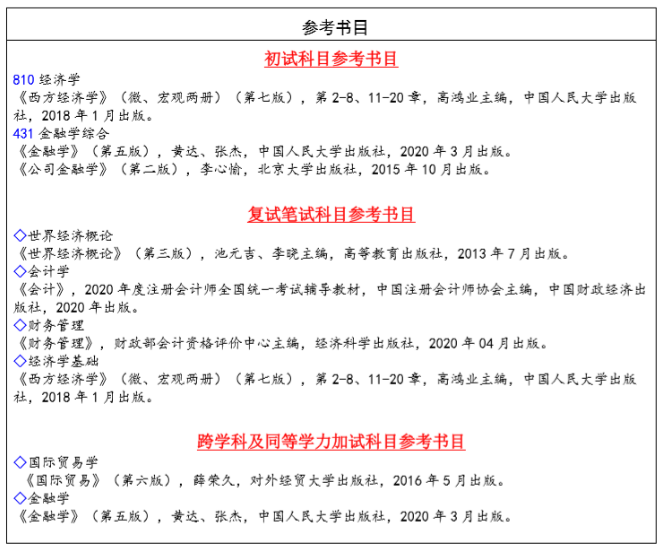 参考书目
初试科目参考书目
810 经济学
《西方经济学》（微、宏观两册）（第七版），第 2-8、11-20 章，高鸿业主编，中国人民大学出版
社，2018 年 1 月出版。
431 金融学综合
《金融学》（第五版），黄达、张杰，中国人民大学出版社，2020 年 3 月出版。
《公司金融学》（第二版），李心愉，北京大学出版社，2015 年 10 月出版。
复试笔试科目参考书目
◇世界经济概论
《世界经济概论》（第三版），池元吉、李晓主编，高等教育出版社，2013 年 7 月出版。
◇会计学
《会计》，2020 年度注册会计师全国统一考试辅导教材，中国注册会计师协会主编，中国财政经济出
版社，2020 年出版。
◇财务管理
《财务管理》，财政部会计资格评价中心主编，经济科学出版社，2020 年 04 月出版。
◇经济学基础
《西方经济学》（微、宏观两册）（第七版），第 2-8、11-20 章，高鸿业主编，中国人民大学出版
社，2018 年 1 月出版。
跨学科及同等学力加试科目参考书目
◇国际贸易学
《国际贸易》（第六版），薛荣久，对外经贸大学出版社，2016 年 5 月出版。
◇金融学
《金融学》（第五版），黄达、张杰，中国人民大学出版社，2020 年 3 月出版。